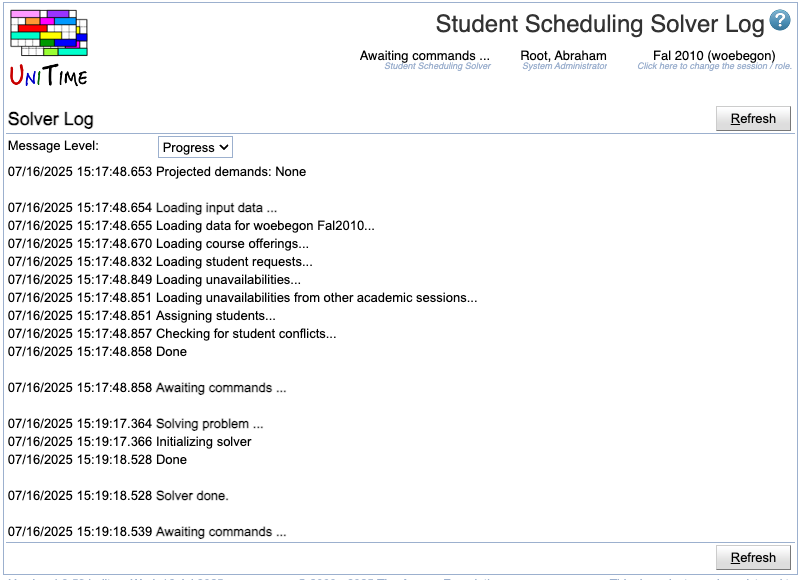 Student Scheduling Solver Log
UniTime
Awaiting commands ... Root, Abraham Fal 2010 (woebegon)
Student Scheduling Solver System Administrator Click here to change the session / role.
Solver Log Refresh
Message Level: Progress
07/16/2025 15:17:48.653 Projected demands: None
07/16/2025 15:17:48.654 Loading input data ...
07/16/2025 15:17:48.655 Loading data for woebegon Fal2010...
07/16/2025 15:17:48.670 Loading course offerings...
07/16/2025 15:17:48.832 Loading student requests...
07/16/2025 15:17:48.849 Loading unavailabilities...
07/16/2025 15:17:48.851 Loading unavailabilities from other academic sessions...
07/16/2025 15:17:48.851 Assigning students...
07/16/2025 15:17:48.857 Checking for student conflicts...
07/16/2025 15:17:48.858 Done
07/16/2025 15:17:48.858 Awaiting commands ...
07/16/2025 15:19:17.364 Solving problem ...
07/16/2025 15:19:17.366 Initializing solver
07/16/2025 15:19:18.528 Done
07/16/2025 15:19:18.528 Solver done.
07/16/2025 15:19:18.539 Awaiting commands ...
Refresh